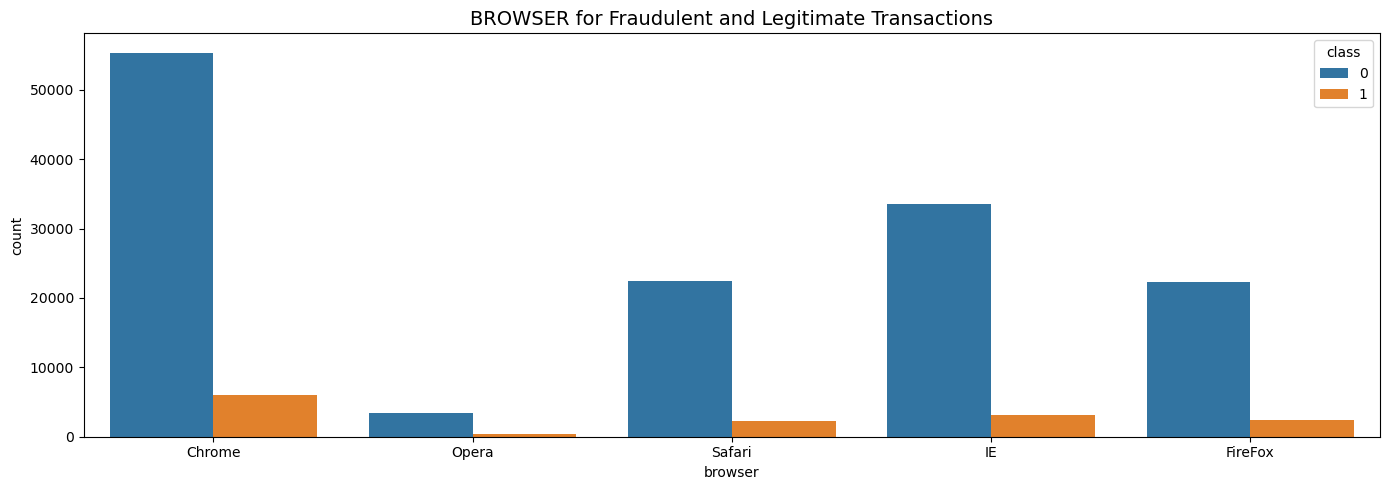 BROWSER for Fraudulent and Legitimate Transactions
class
0
1
50000
40000
30000
20000
10000
0
count
Chrome Opera Safari IE FireFox
browser